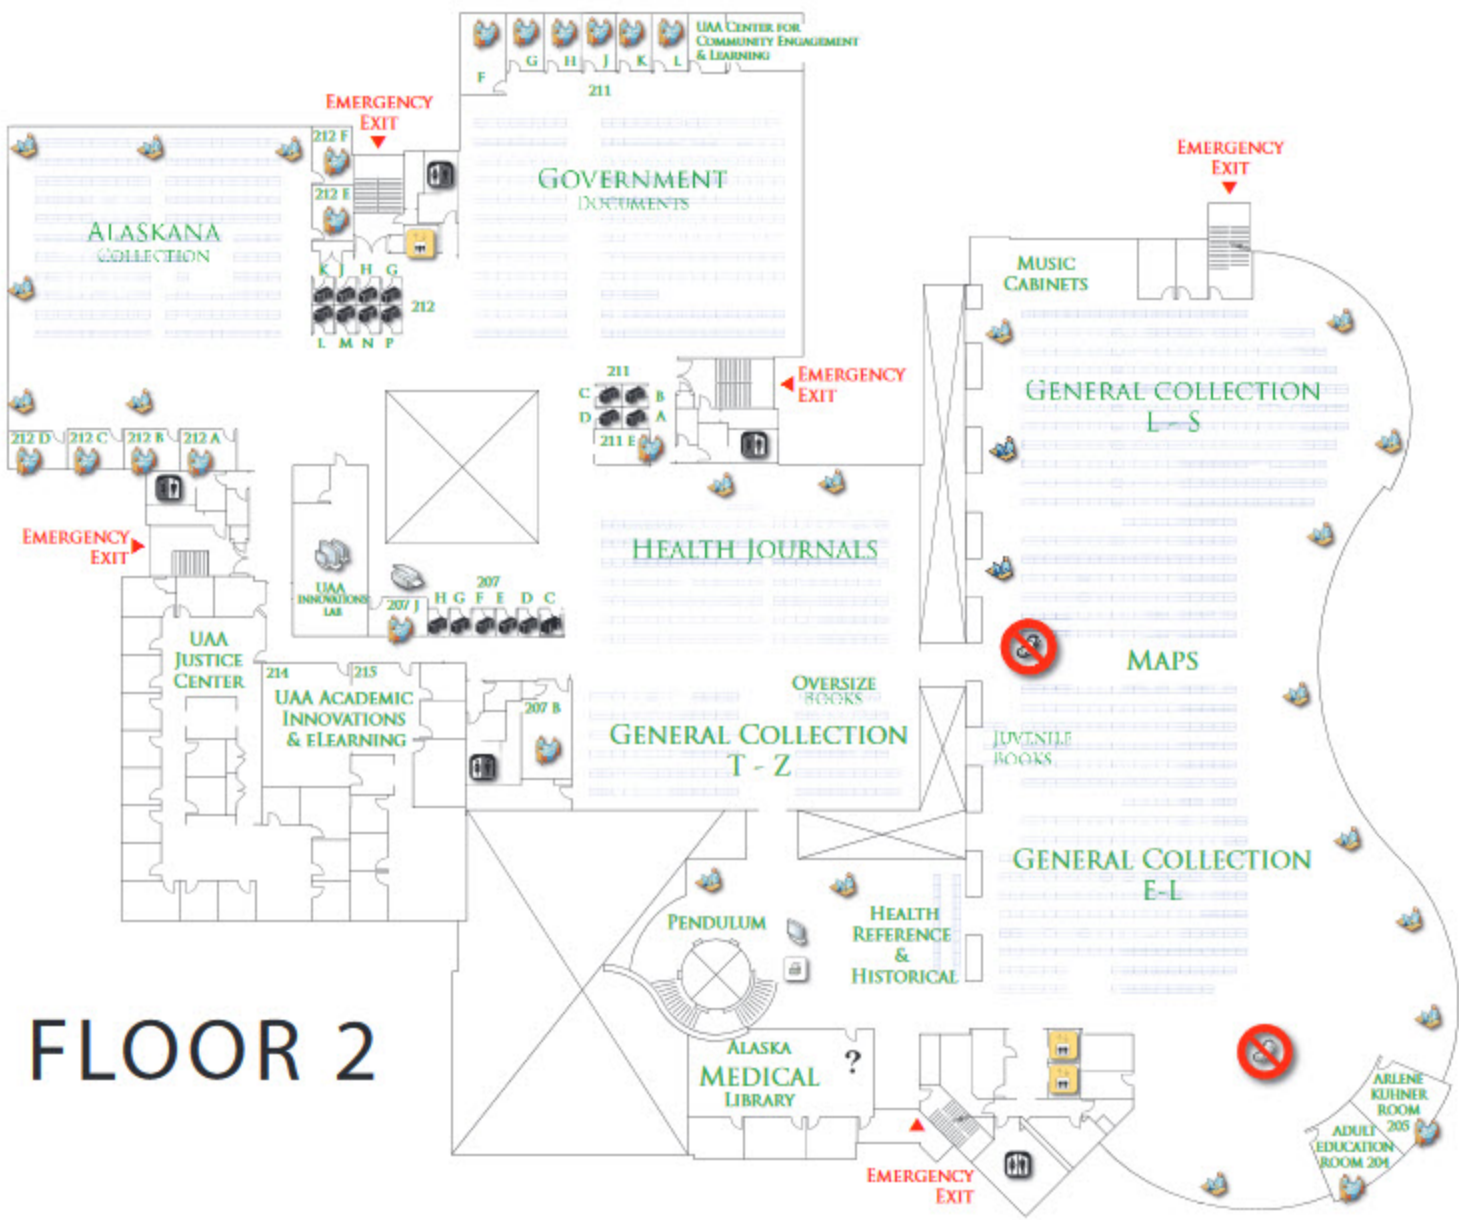 UAA CENTER FOR
COMMUNITY ENGAGEMENT
& LEARNING
F
G
H
J
K
L
211
EMERGENCY
EXIT
212 F
212 E
GOVERNMENT
DOCUMENTS
ALASKANA
COLLECTION
EMERGENCY
EXIT
K J H G
212
L M N P
MUSIC
CABINETS
211
C
B
D
A
211 E
EMERGENCY
EXIT
GENERAL COLLECTION
L - S
212 D
212 C
212 B
212 A
EMERGENCY
EXIT
HEALTH JOURNALS
UAA
INNOVATIONS
LAB
207
207 J
H G F E D C
UAA
JUSTICE
CENTER
214
215
UAA ACADEMIC
INNOVATIONS
& ELEARNING
207 B
OVERSIZE
BOOKS
MAPS
GENERAL COLLECTION
T - Z
JUVENILE
BOOKS
GENERAL COLLECTION
E-L
PENDULUM
HEALTH
REFERENCE
&
HISTORICAL
FLOOR 2
ALASKA
MEDICAL
LIBRARY
?
ARLENE
KUHNER
ROOM
205
ADULT
EDUCATION
ROOM 204
EMERGENCY
EXIT